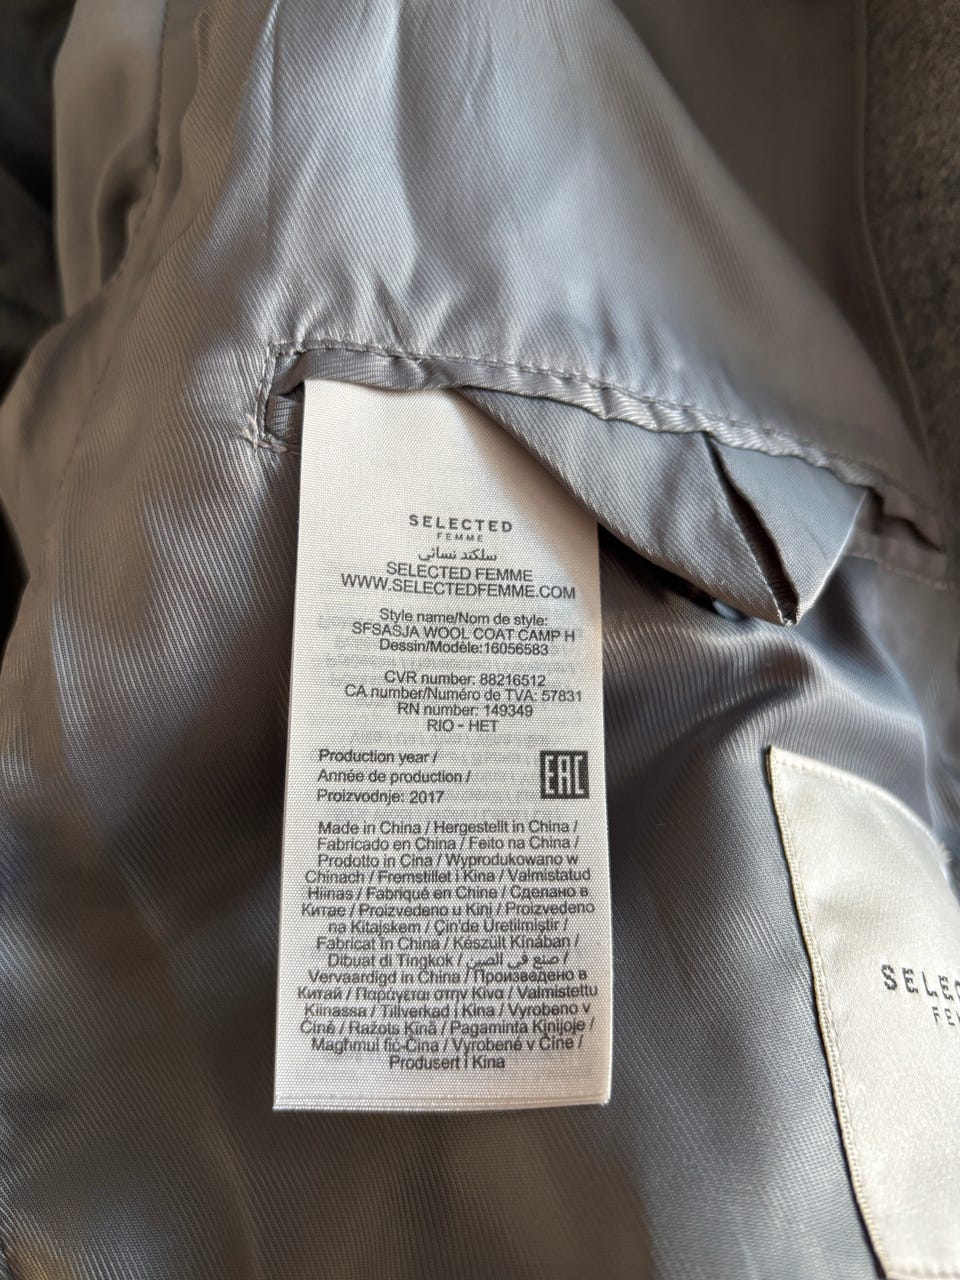 SELECTED
FEMME
سلكتد نسائي
SELECTED FEMME
WWW.SELECTEDFEMME.COM
Style name/Nom de style:
SFSASJA WOOL COAT CAMP H
Dessin/Modèle:16056583
CVR number: 88216512
CA number/Numéro de TVA: 57831
RN number: 149349
RIO - HET
Production year /
Année de production /
Proizvodnje: 2017
EAC
Made in China / Hergestellt in China /
Fabricado en China / Feito na China /
Prodotto in Cina / Wyprodukowano w
Chinach / Fremstillet i Kina / Valmistatud
Hiinas / Fabriqué en Chine / Сделано в
Китае / Proizvedeno u Kini / Proizvedeno
na Kitajskem / Çin'de Üretilmiştir /
Fabricat în China / Készült Kínában /
Dibuat di Tingkok / صنع في الصين /
Vervaardigd in China / Произведено в
Китай / Παράγεται στην Κίνα / Valmistettu
Kiinassa / Tillverkad i Kina / Vyrobeno v
Číně / Ražots Ķīnā / Pagaminta Kinijoje /
Magħmul fic-Ċina / Vyrobené v Číne /
Produsert i Kina